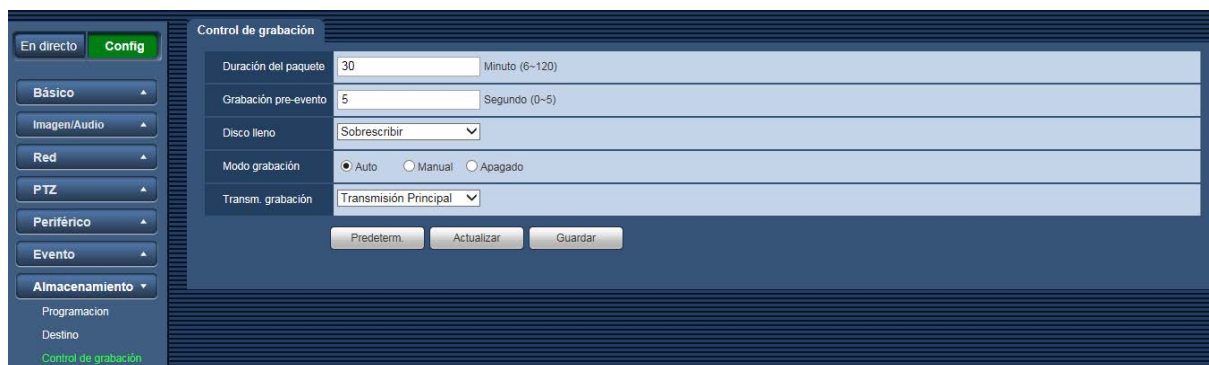 En directo
Config
Básico
Imagen/Audio
Red
PTZ
Periférico
Evento
Almacenamiento
Programacion
Destino
Control de grabación
Control de grabación
Duración del paquete 30 Minuto (6~120)
Grabación pre-evento 5 Segundo (0~5)
Disco lleno Sobrescribir
Modo grabación Auto Manual Apagado
Transm. grabación Transmisión Principal
Predeterm. Actualizar Guardar